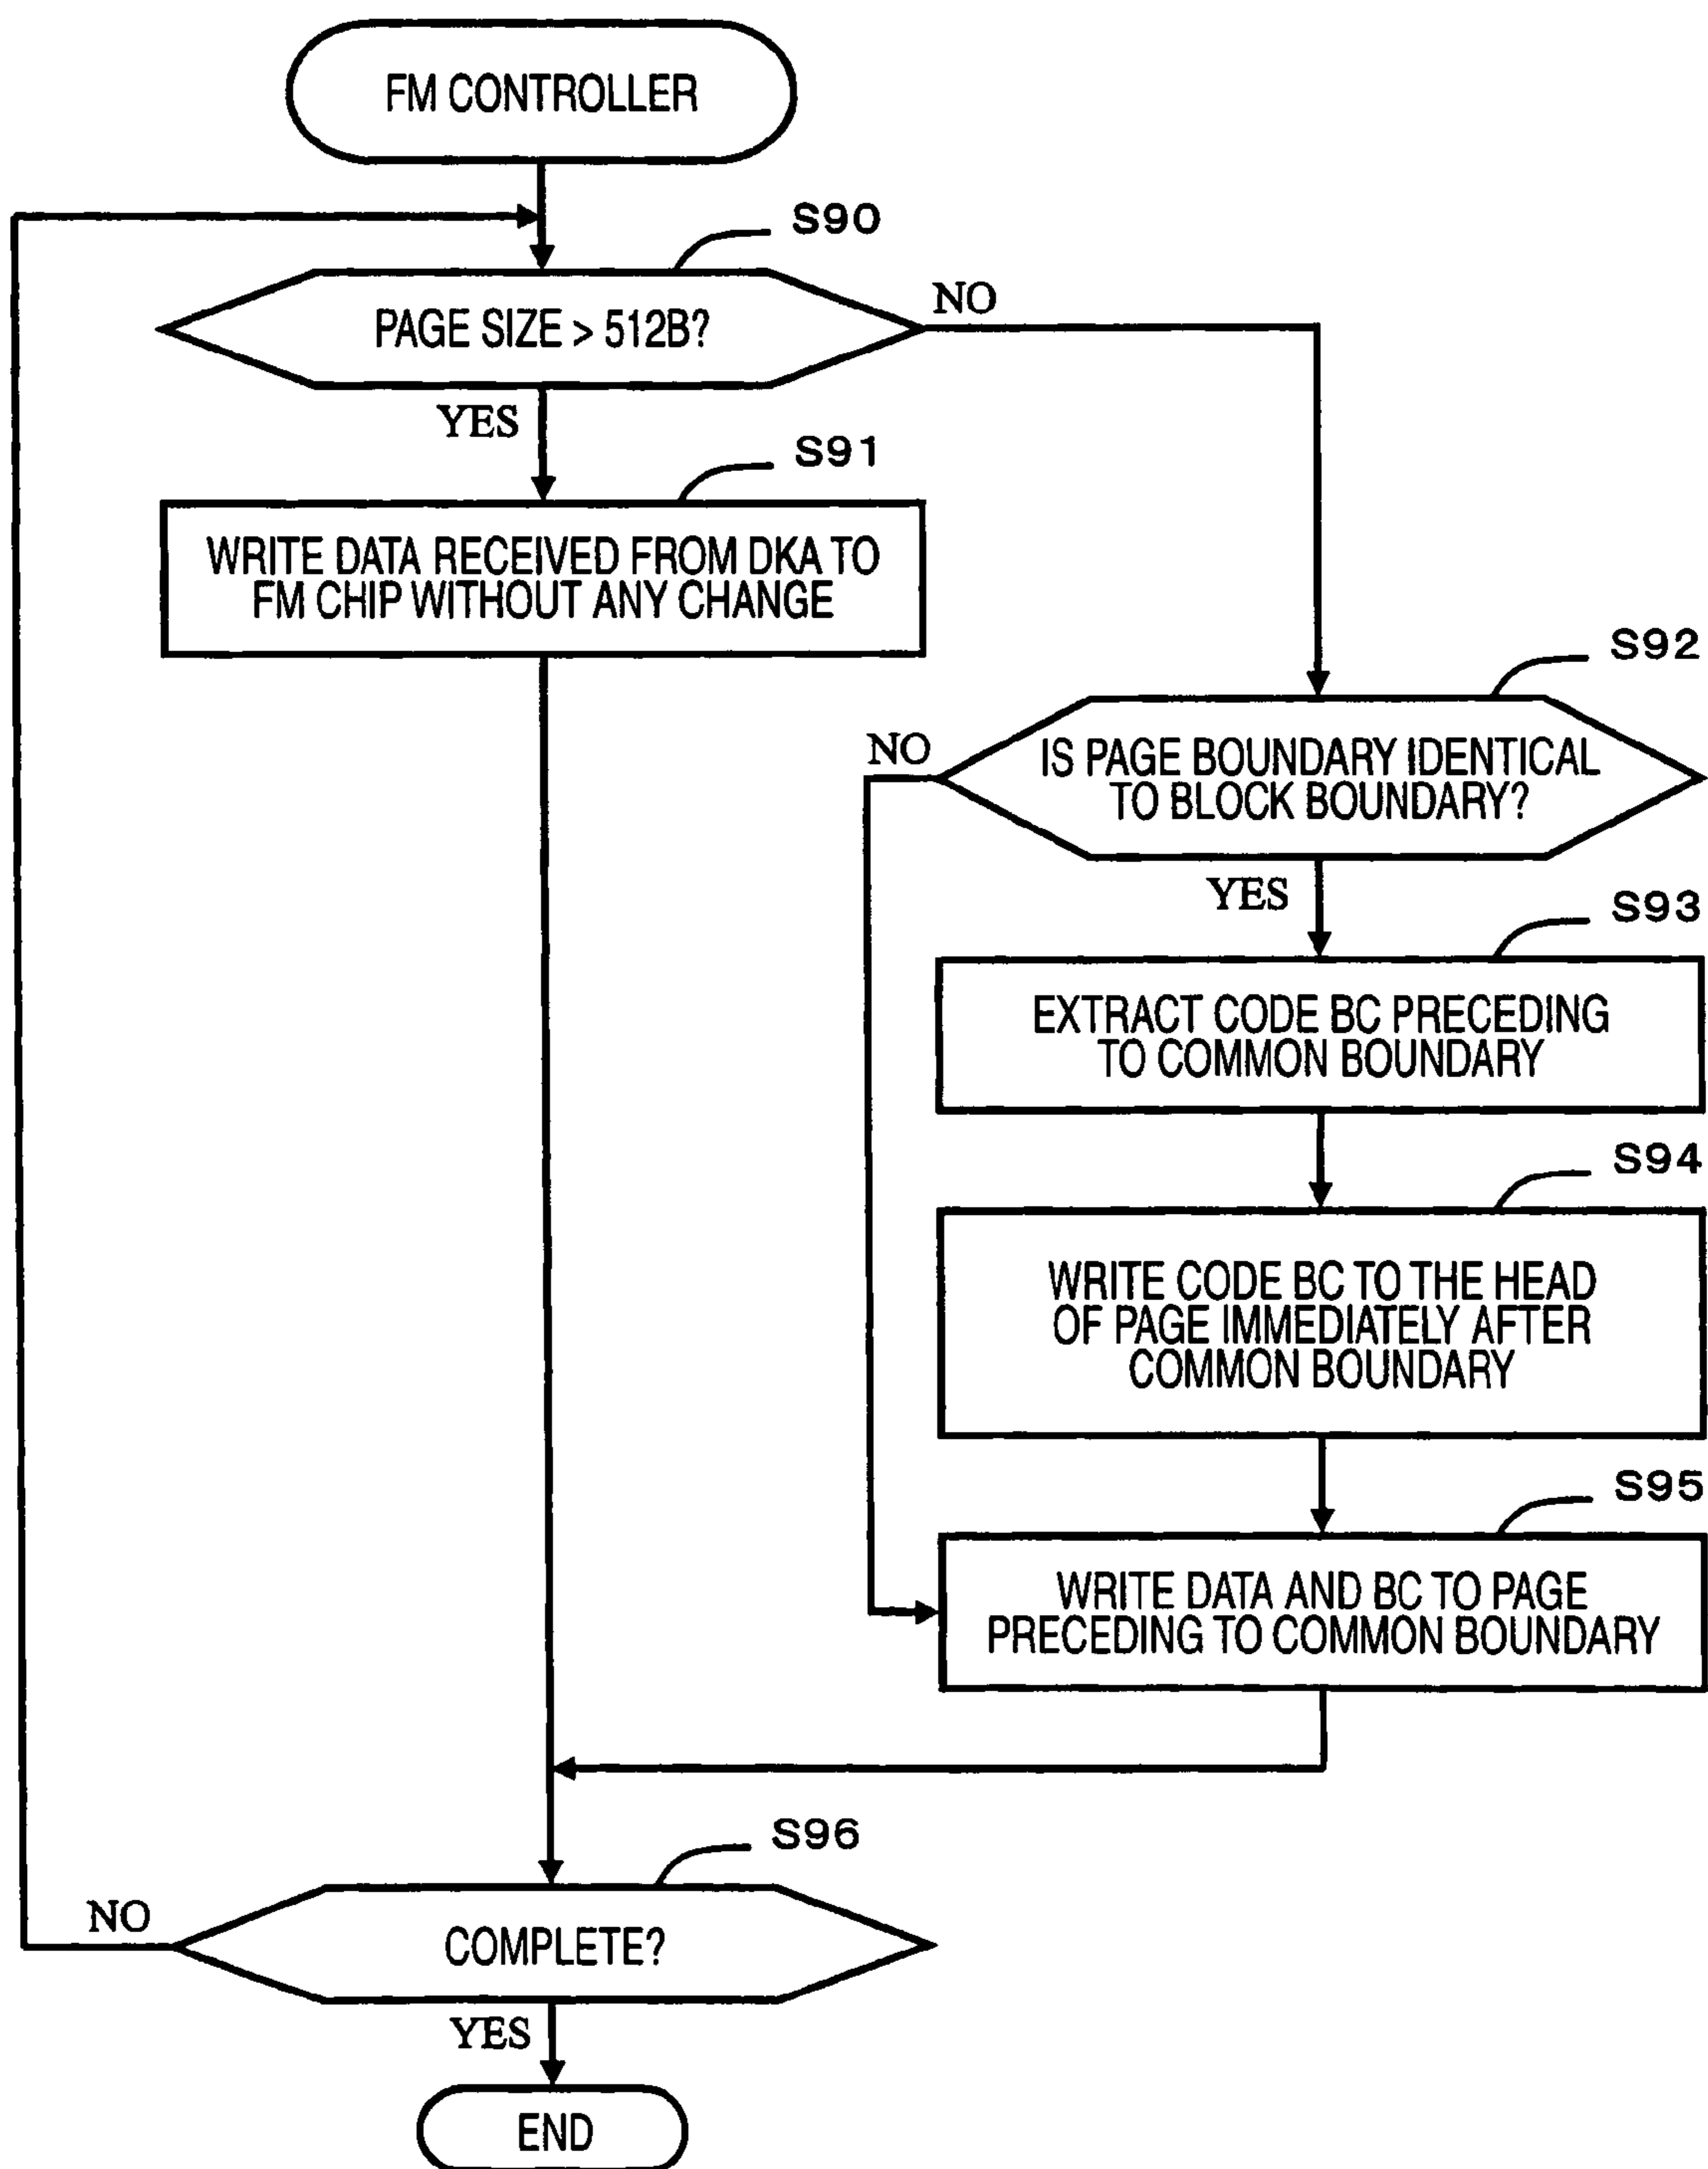 FM CONTROLLER
S90
PAGE SIZE > 512B?
NO
YES
S91
WRITE DATA RECEIVED FROM DKA TO
FM CHIP WITHOUT ANY CHANGE
S92
NO
IS PAGE BOUNDARY IDENTICAL
TO BLOCK BOUNDARY?
YES
S93
EXTRACT CODE BC PRECEDING
TO COMMON BOUNDARY
S94
WRITE CODE BC TO THE HEAD
OF PAGE IMMEDIATELY AFTER
COMMON BOUNDARY
S95
WRITE DATA AND BC TO PAGE
PRECEDING TO COMMON BOUNDARY
S96
NO
COMPLETE?
YES
END